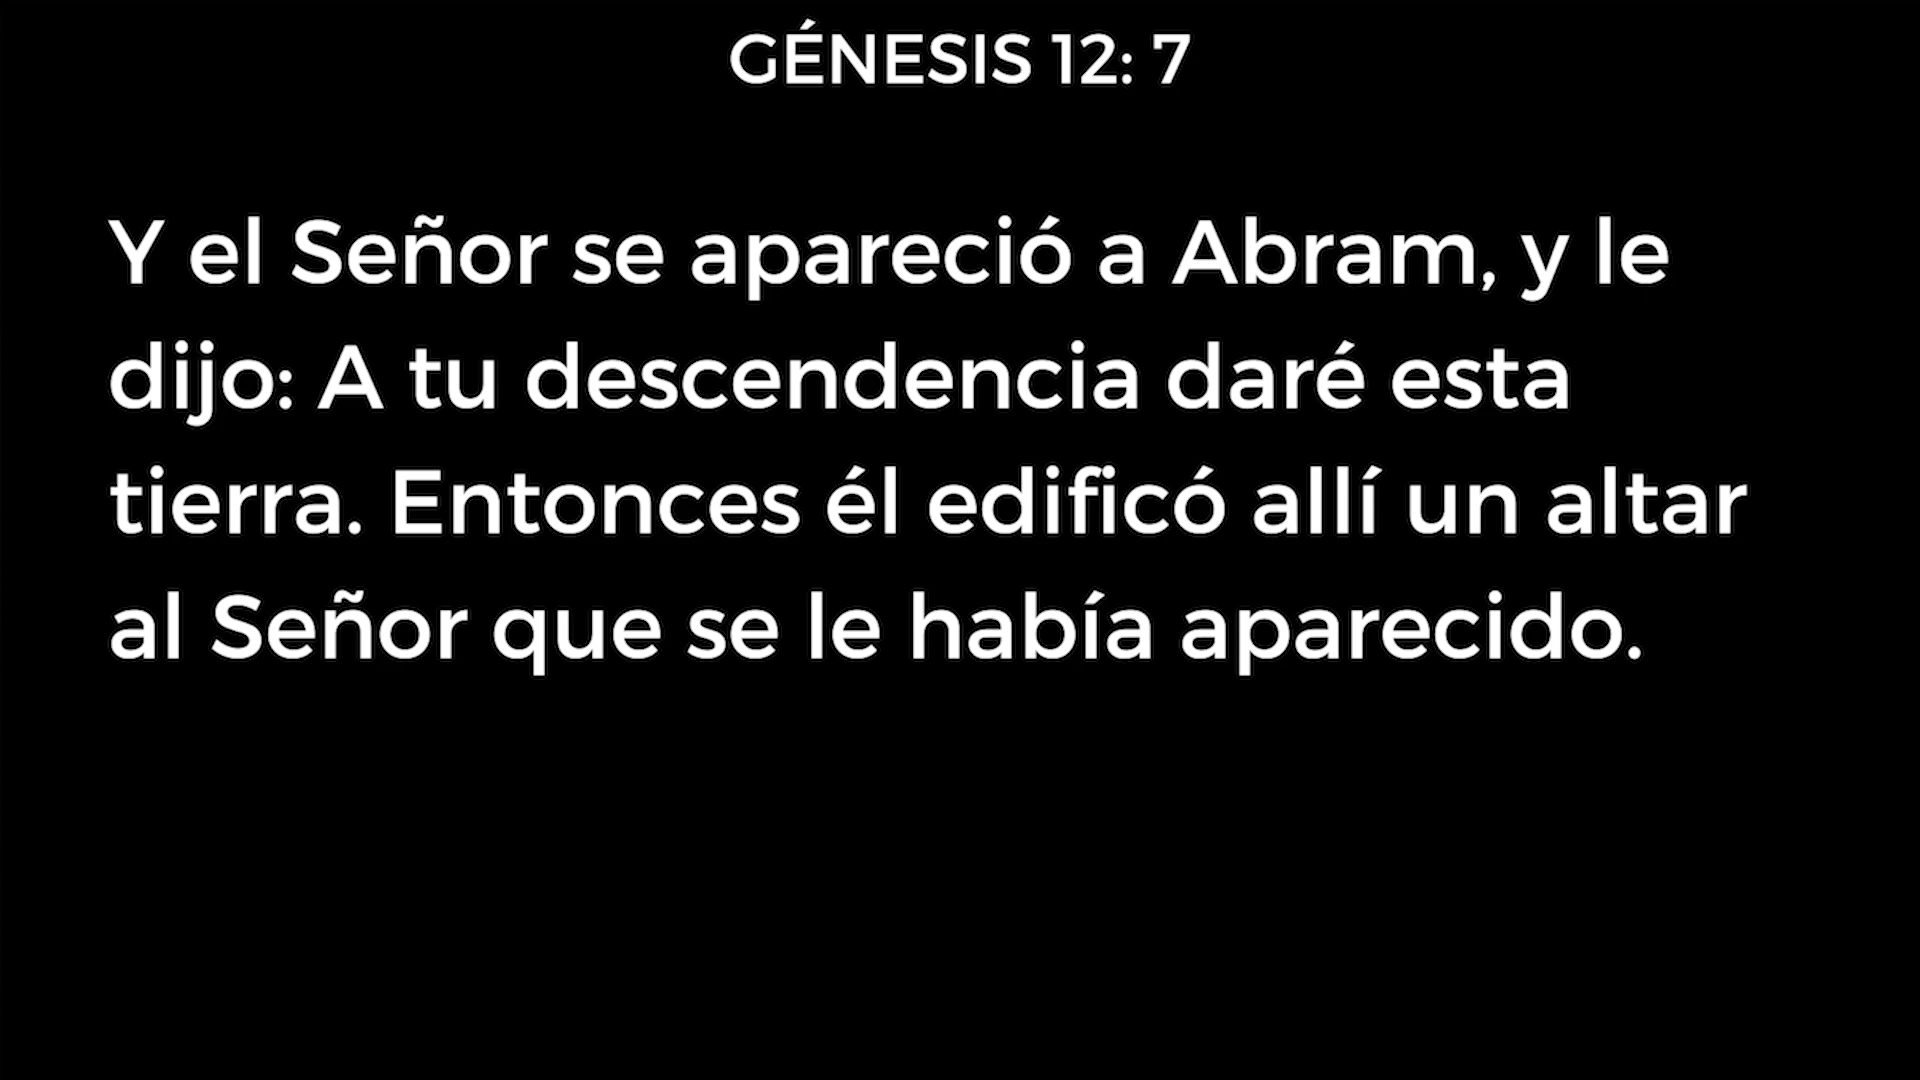 GÉNESIS 12: 7
Y el Señor se apareció a Abram, y le
dijo: A tu descendencia daré esta
tierra. Entonces él edificó allí un altar
al Señor que se le había aparecido.